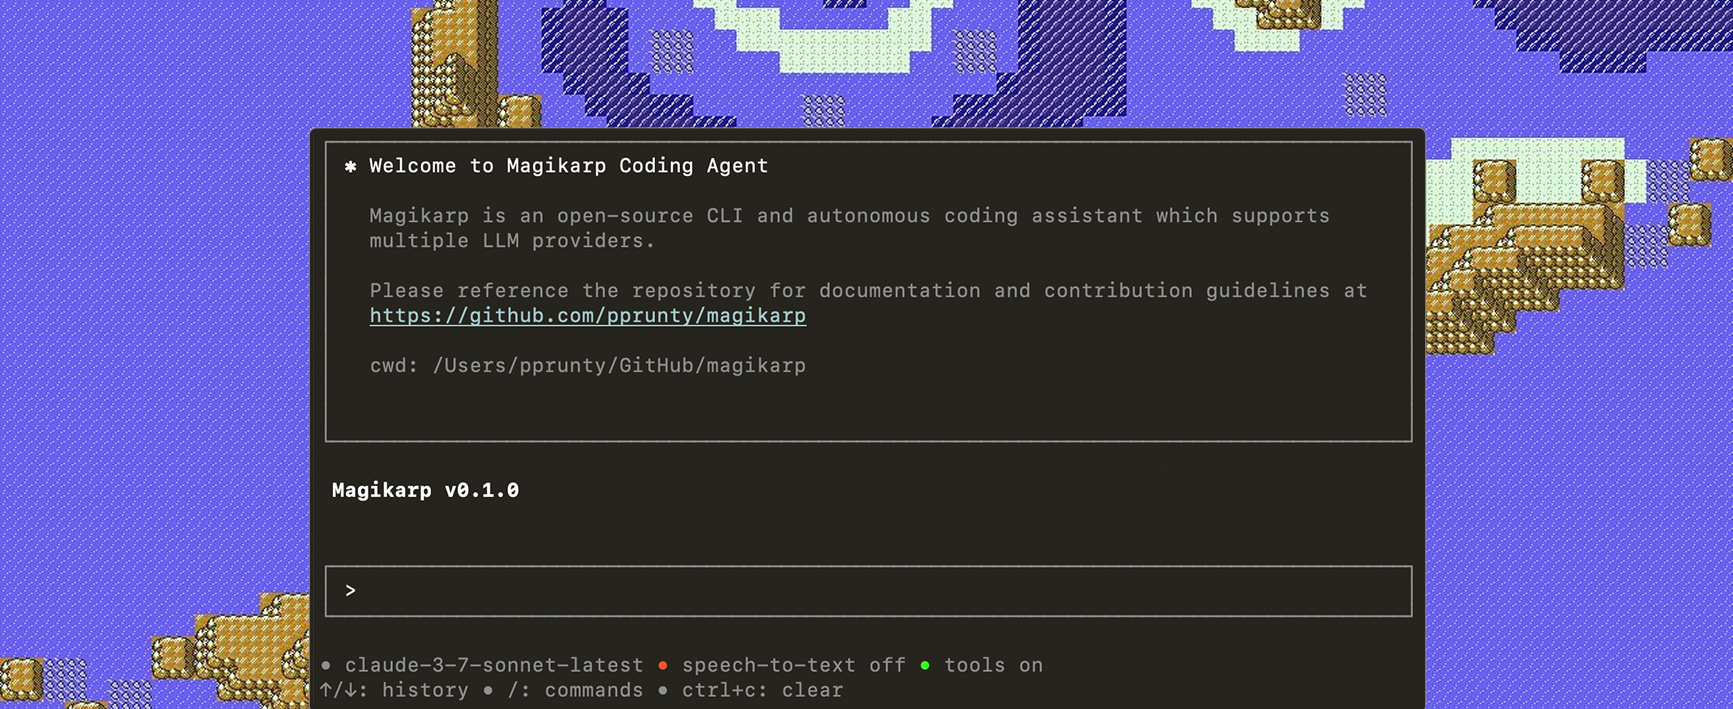 ✱ Welcome to Magikarp Coding Agent
Magikarp is an open-source CLI and autonomous coding assistant which supports
multiple LLM providers.
Please reference the repository for documentation and contribution guidelines at
https://github.com/pprunty/magikarp
cwd: /Users/pprunty/GitHub/magikarp
Magikarp v0.1.0
>
● claude-3-7-sonnet-latest ● speech-to-text off ● tools on
↑/↓: history ● /: commands ● ctrl+c: clear